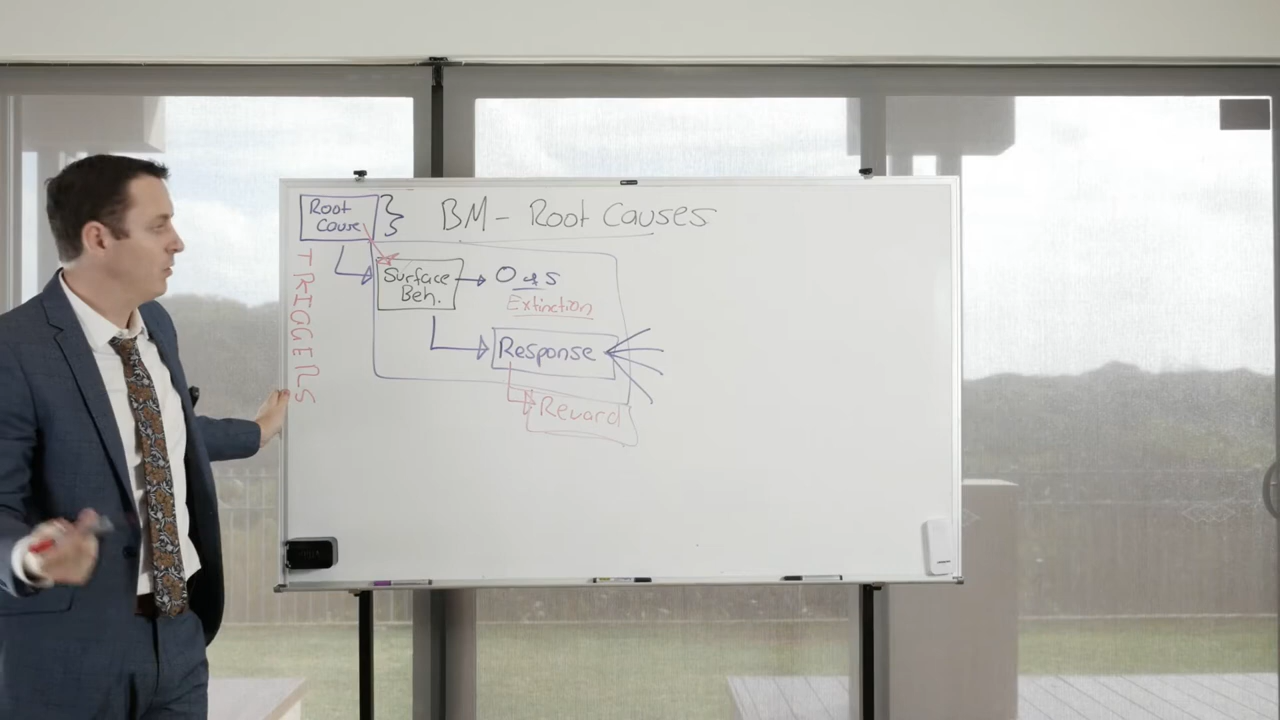 Root
Cause
BM - Root Causes
TRIGGERS
Surface
Beh.
Extinction
Response
Reward